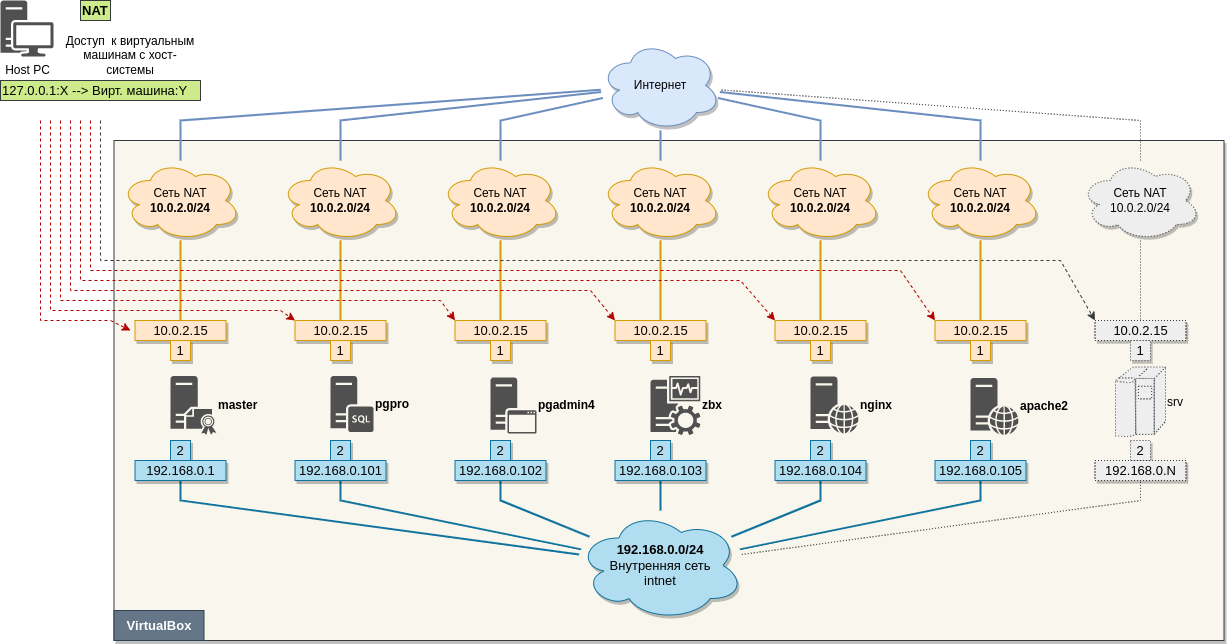 NAT
Доступ к виртуальным
машинам с хост-
системы
Host PC
127.0.0.1:X --> Вирт. машина:Y
Интернет
Сеть NAT
10.0.2.0/24
Сеть NAT
10.0.2.0/24
Сеть NAT
10.0.2.0/24
Сеть NAT
10.0.2.0/24
Сеть NAT
10.0.2.0/24
Сеть NAT
10.0.2.0/24
Сеть NAT
10.0.2.0/24
10.0.2.15
10.0.2.15
10.0.2.15
10.0.2.15
10.0.2.15
10.0.2.15
10.0.2.15
1
1
1
1
1
1
1
master
pgpro
SQL
pgadmin4
zbx
nginx
apache2
srv
2
2
2
2
2
2
2
192.168.0.1
192.168.0.101
192.168.0.102
192.168.0.103
192.168.0.104
192.168.0.105
192.168.0.N
192.168.0.0/24
Внутренняя сеть
intnet
VirtualBox